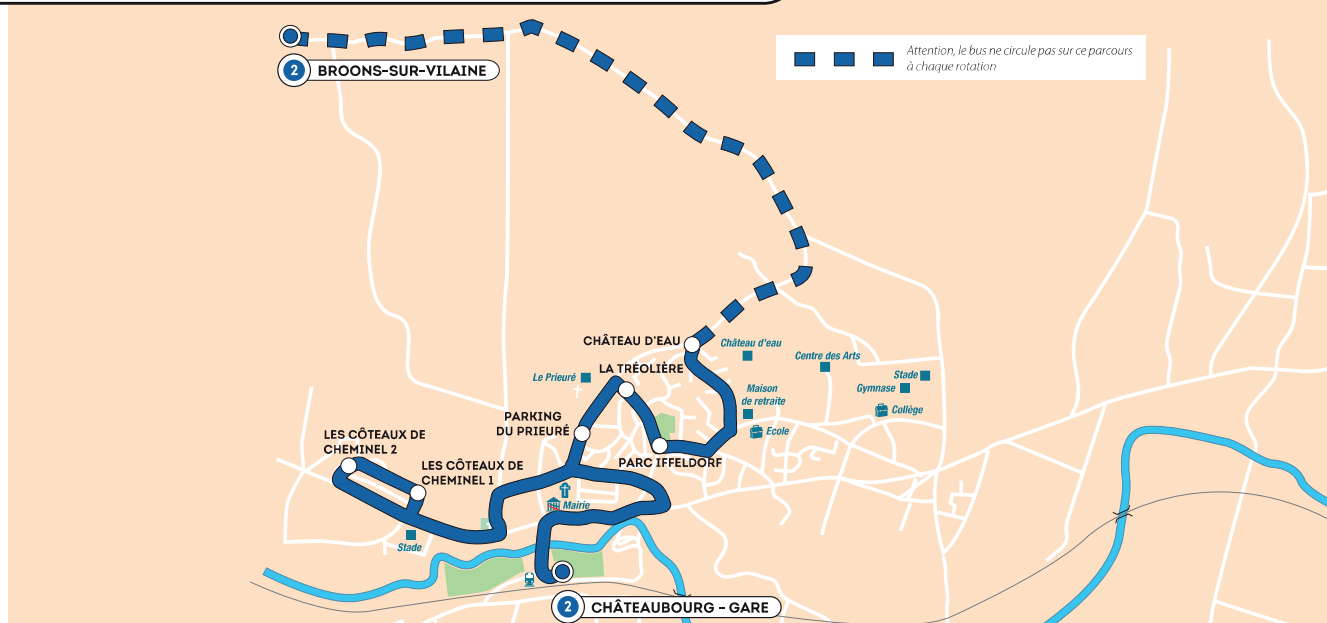 2 BROONS-SUR-VILAINE
Attention, le bus ne circule pas sur ce parcours
à chaque rotation
CHÂTEAU D'EAU
Château d'eau
Centre des Arts
LA TRÉOLIÈRE
Le Prieuré
Stade
Gymnase
Maison
de retraite
Collège
PARKING
DU PRIEURÉ
Ecole
LES CÔTEAUX DE
CHEMINEL 2
LES CÔTEAUX DE
CHEMINEL 1
PARC IFFELDORF
Mairie
Stade
2 CHÂTEAUBOURG - GARE